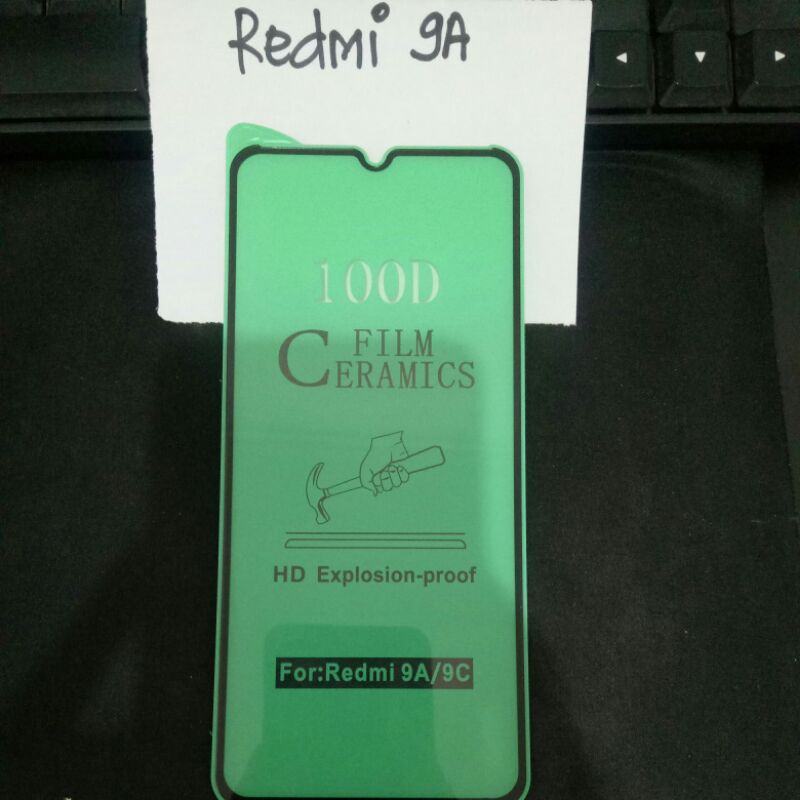 Redmi 9A
100D
FILM
CERAMICS
HD Explosion-proof
For:Redmi 9A/9C